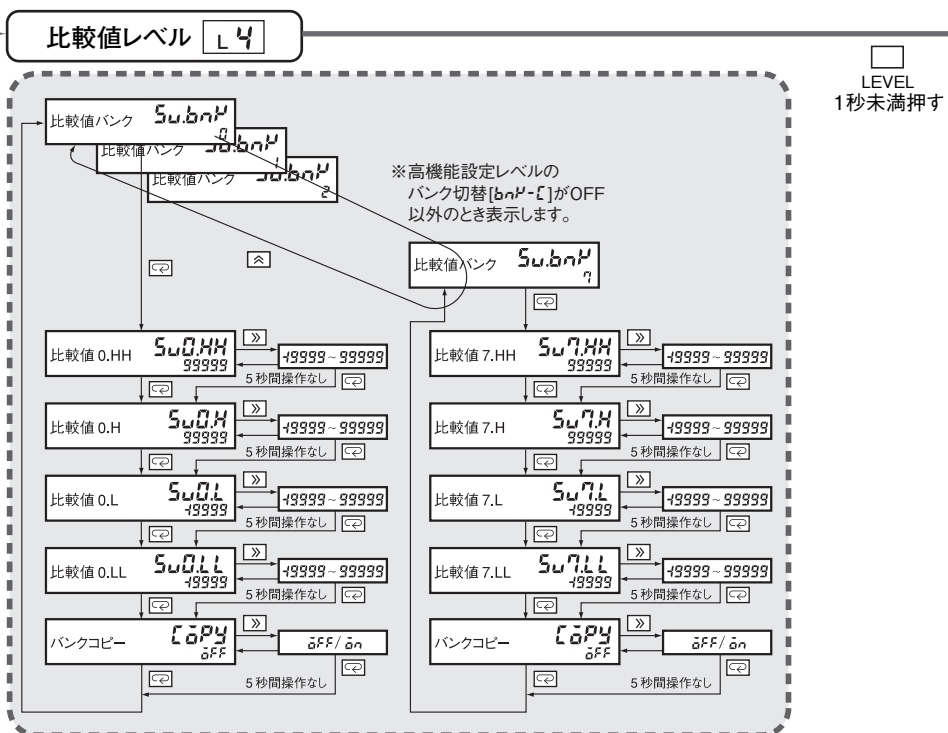 比較値レベル L4
LEVEL
1秒未満押す
比較値バンク Sv.bnK
0
比較値バンク Sv.bnK
1
比較値バンク Sv.bnK
2
※高機能設定レベルの
バンク切替[bnK-C]がOFF
以外のとき表示します。
比較値バンク Sv.bnK
7
比較値 0.HH Sv0.HH
99999
-19999~99999
5秒間操作なし
比較値 0.H Sv0.H
99999
-19999~99999
5秒間操作なし
比較値 0.L Sv0.L
-19999
-19999~99999
5秒間操作なし
比較値 0.LL Sv0.LL
-19999
-19999~99999
5秒間操作なし
バンクコピー CoPY
oFF
oFF/on
5秒間操作なし
比較値 7.HH Sv7.HH
99999
-19999~99999
5秒間操作なし
比較値 7.H Sv7.H
99999
-19999~99999
5秒間操作なし
比較値 7.L Sv7.L
-19999
-19999~99999
5秒間操作なし
比較値 7.LL Sv7.LL
-19999
-19999~99999
5秒間操作なし
バンクコピー CoPY
oFF
oFF/on
5秒間操作なし